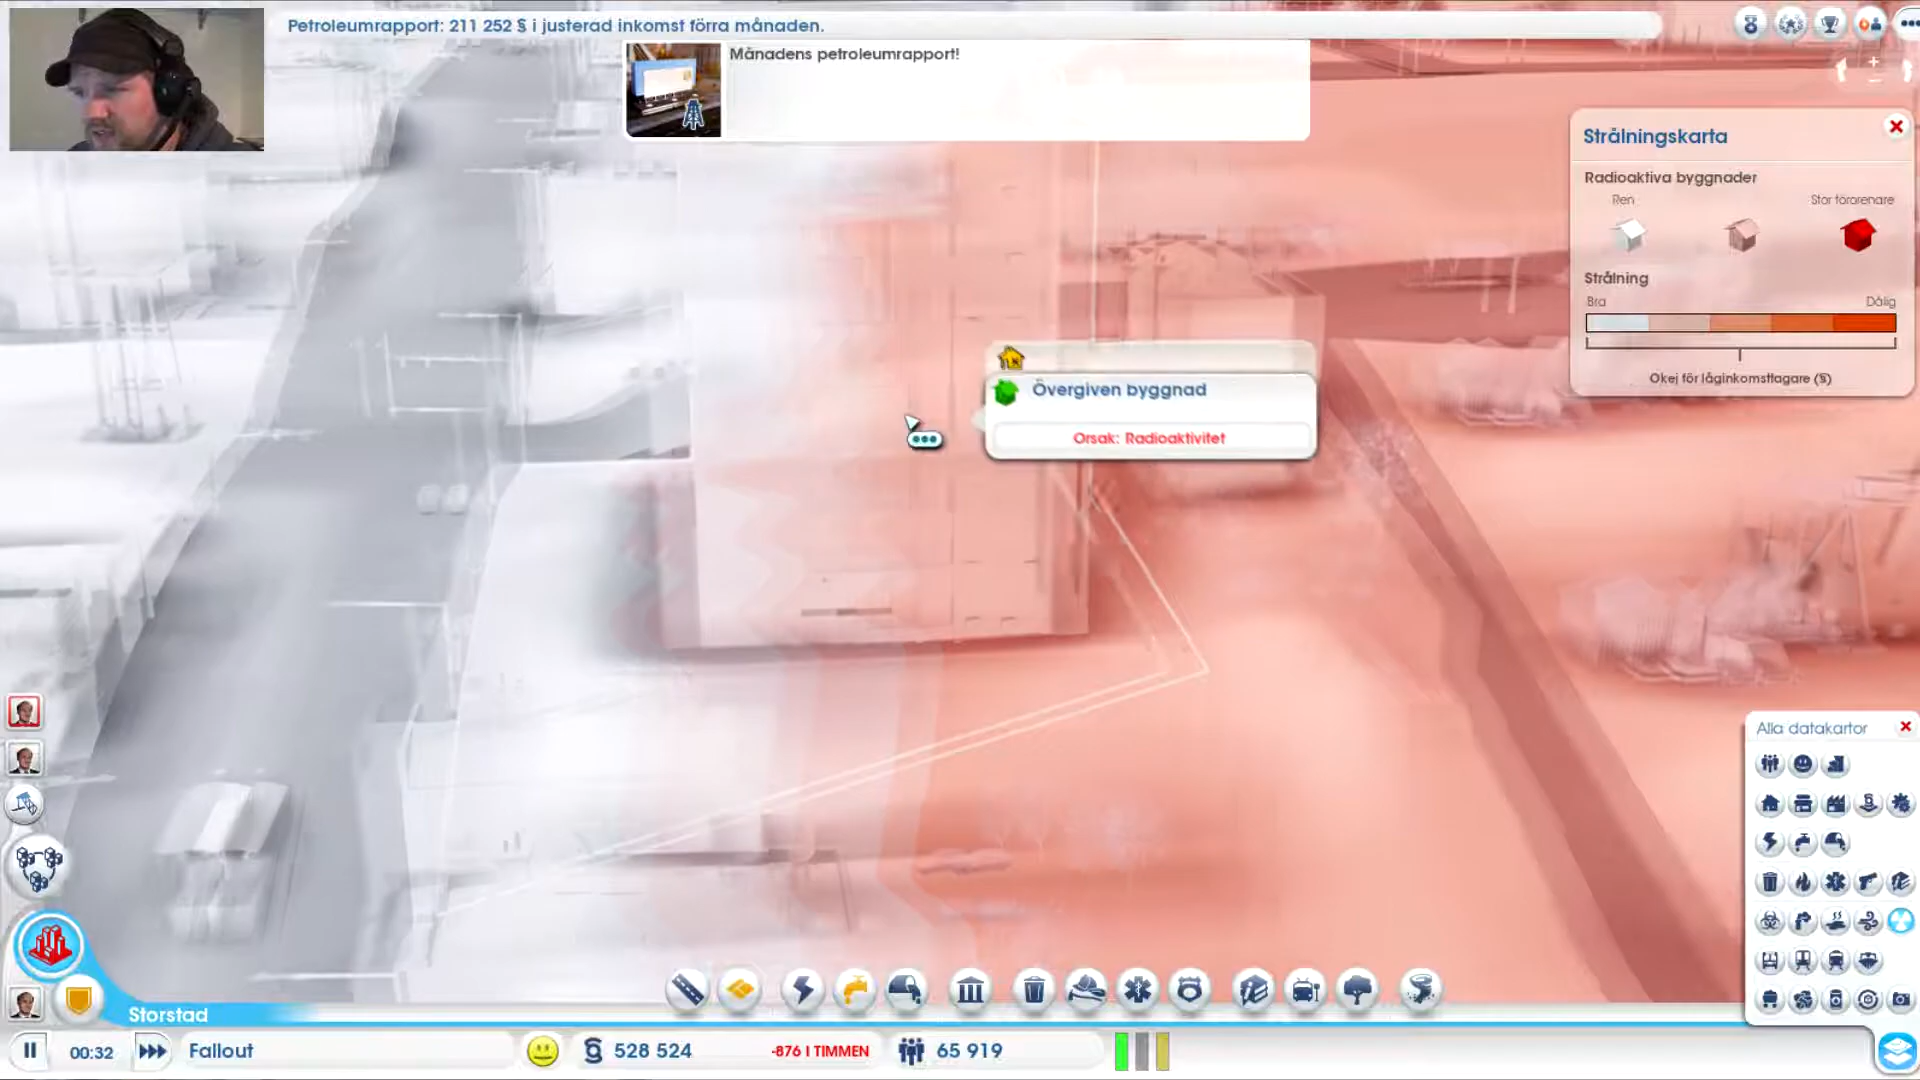 Petroleumrapport: 211 252 § i justerad inkomst förra månaden.
Månadens petroleumrapport!
Strålningskarta
Radioaktiva byggnader
Ren
Stor förorenare
Strålning
Bra
Dålig
Okej för låginkomsttagare (§)
Övergiven byggnad
Orsak: Radioaktivitet
Alla datakartor
Storstad
00:32
Fallout
528 524
-876 I TIMMEN
65 919